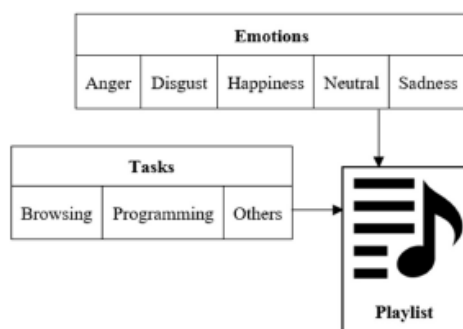 Emotions
Anger Disgust Happiness Neutral Sadness
Tasks
Browsing Programming Others
Playlist